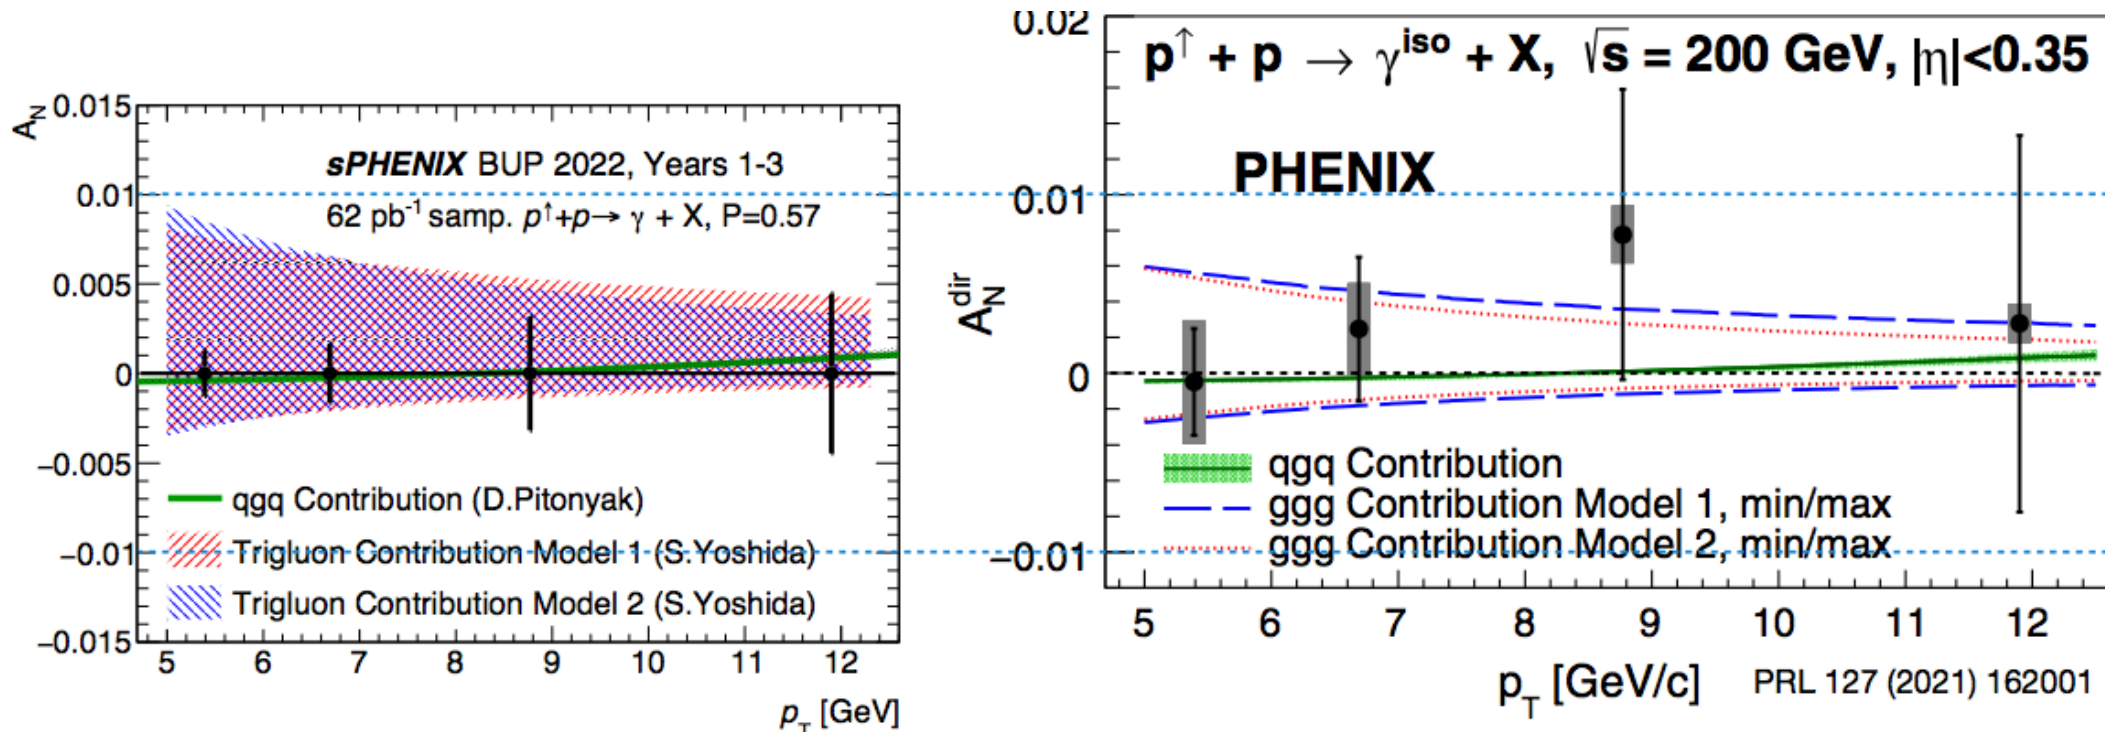 A_N
0.015
0.01
0.005
0
−0.005
−0.01
−0.015
sPHENIX BUP 2022, Years 1-3
62 pb⁻¹ samp. p↑+p→ γ + X, P=0.57
qgq Contribution (D.Pitonyak)
Trigluon Contribution Model 1 (S.Yoshida)
Trigluon Contribution Model 2 (S.Yoshida)
5 6 7 8 9 10 11 12
p_T [GeV]
A_N^dir
0.02
0.01
0
−0.01
p↑ + p → γ^iso + X, √s = 200 GeV, |η|<0.35
PHENIX
qgq Contribution
ggg Contribution Model 1, min/max
ggg Contribution Model 2, min/max
5 6 7 8 9 10 11 12
p_T [GeV/c]
PRL 127 (2021) 162001